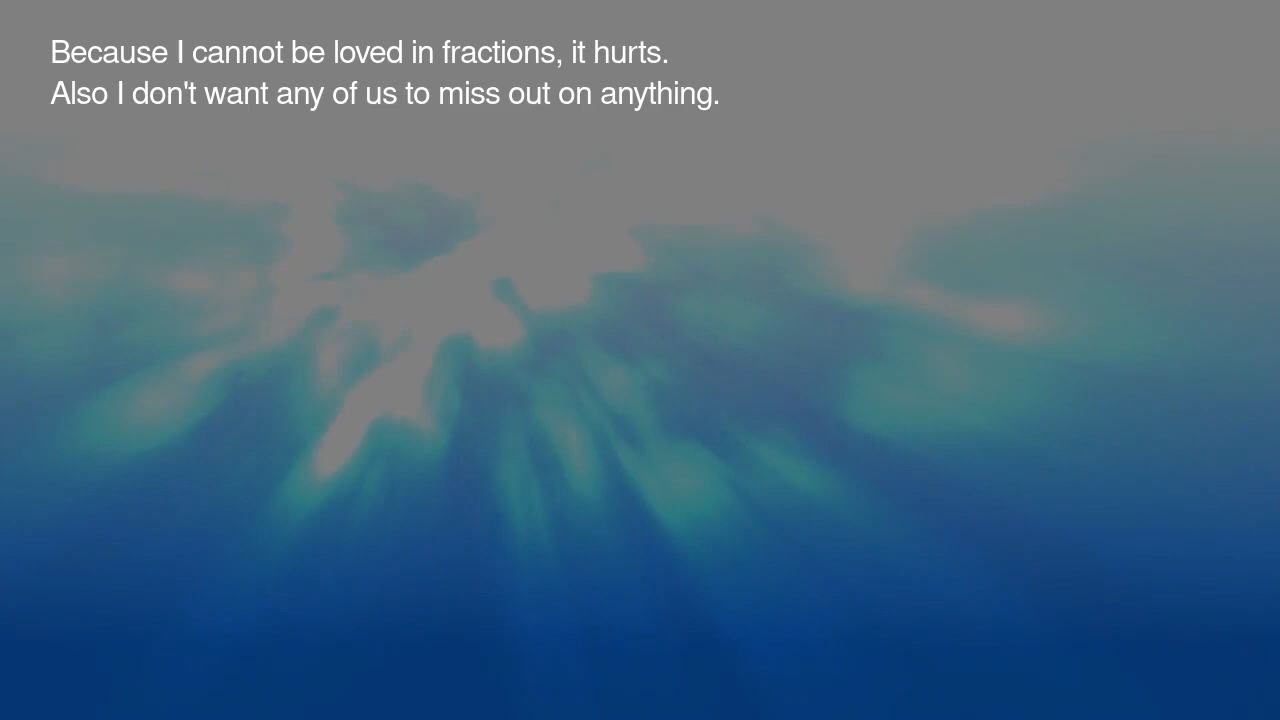 Because I cannot be loved in fractions, it hurts.
Also I don't want any of us to miss out on anything.